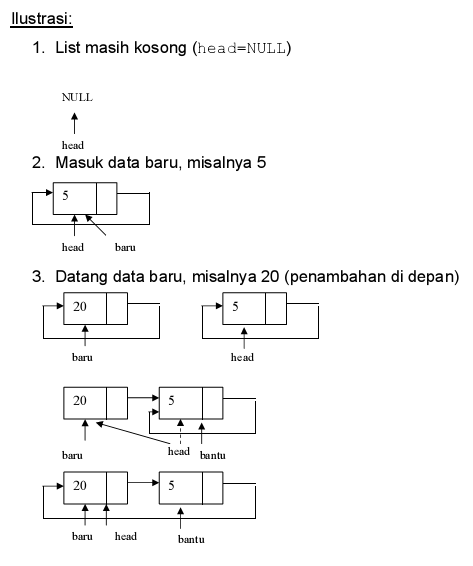 Ilustrasi:
1. List masih kosong (head=NULL)
NULL
head
2. Masuk data baru, misalnya 5
5
head baru
3. Datang data baru, misalnya 20 (penambahan di depan)
20 5
baru head
20 5
baru head bantu
20 5
baru head bantu